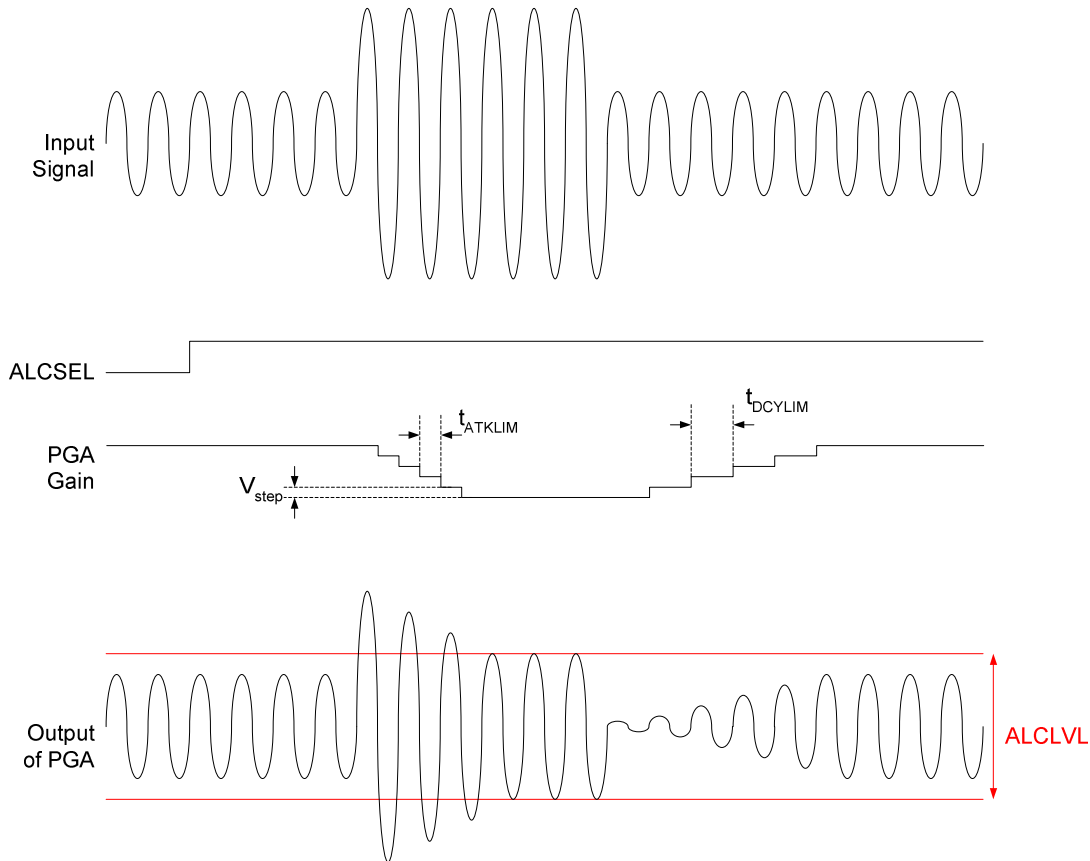 Input
Signal
ALCSEL
tATKLIM
tDCYLIM
PGA
Gain
Vstep
Output
of PGA
ALCLVL